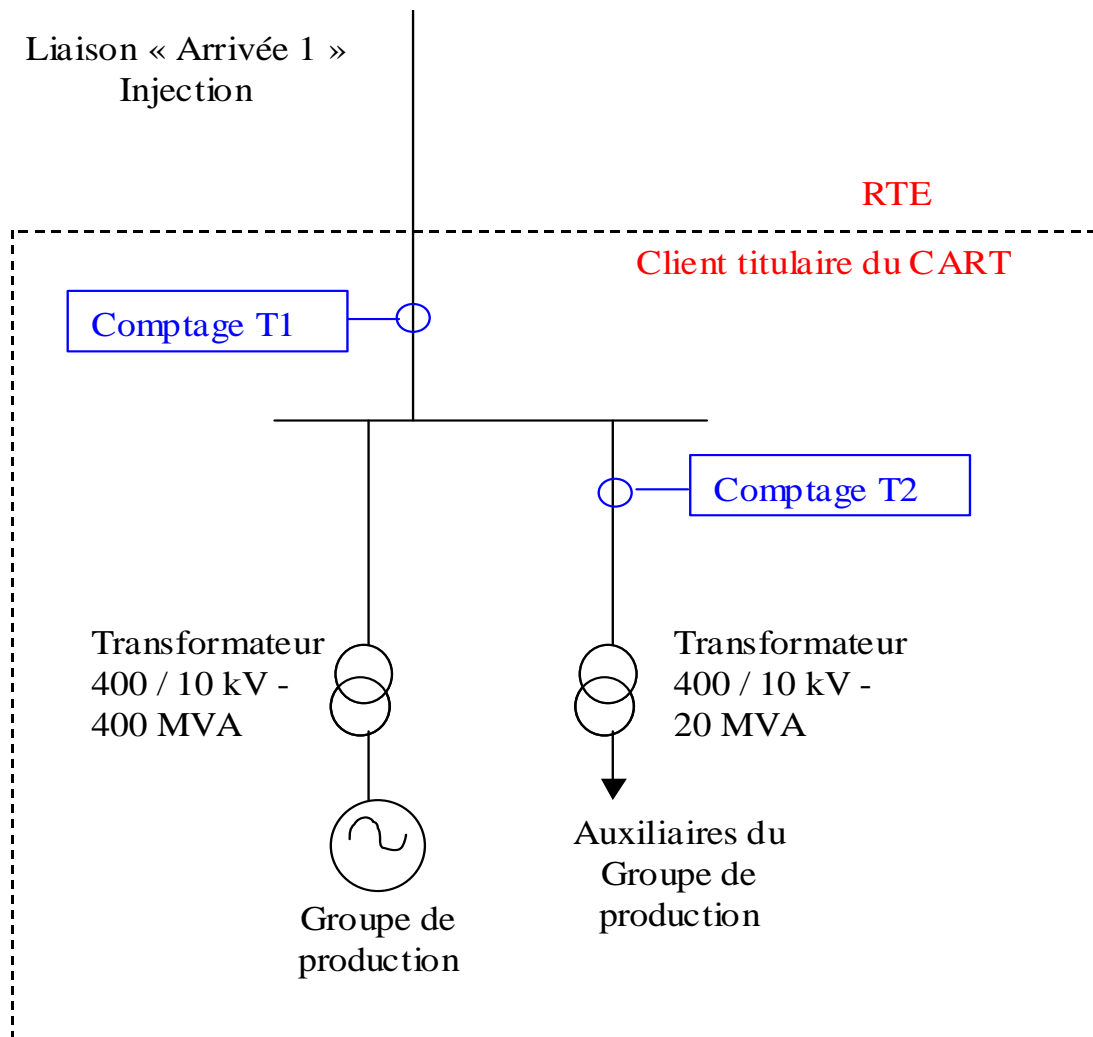 Liaison « Arrivée 1 »
Injection
RTE
Client titulaire du CART
Comptage T1
Comptage T2
Transformateur
400 / 10 kV -
400 MVA
Transformateur
400 / 10 kV -
20 MVA
Groupe de
production
Auxiliaires du
Groupe de
production